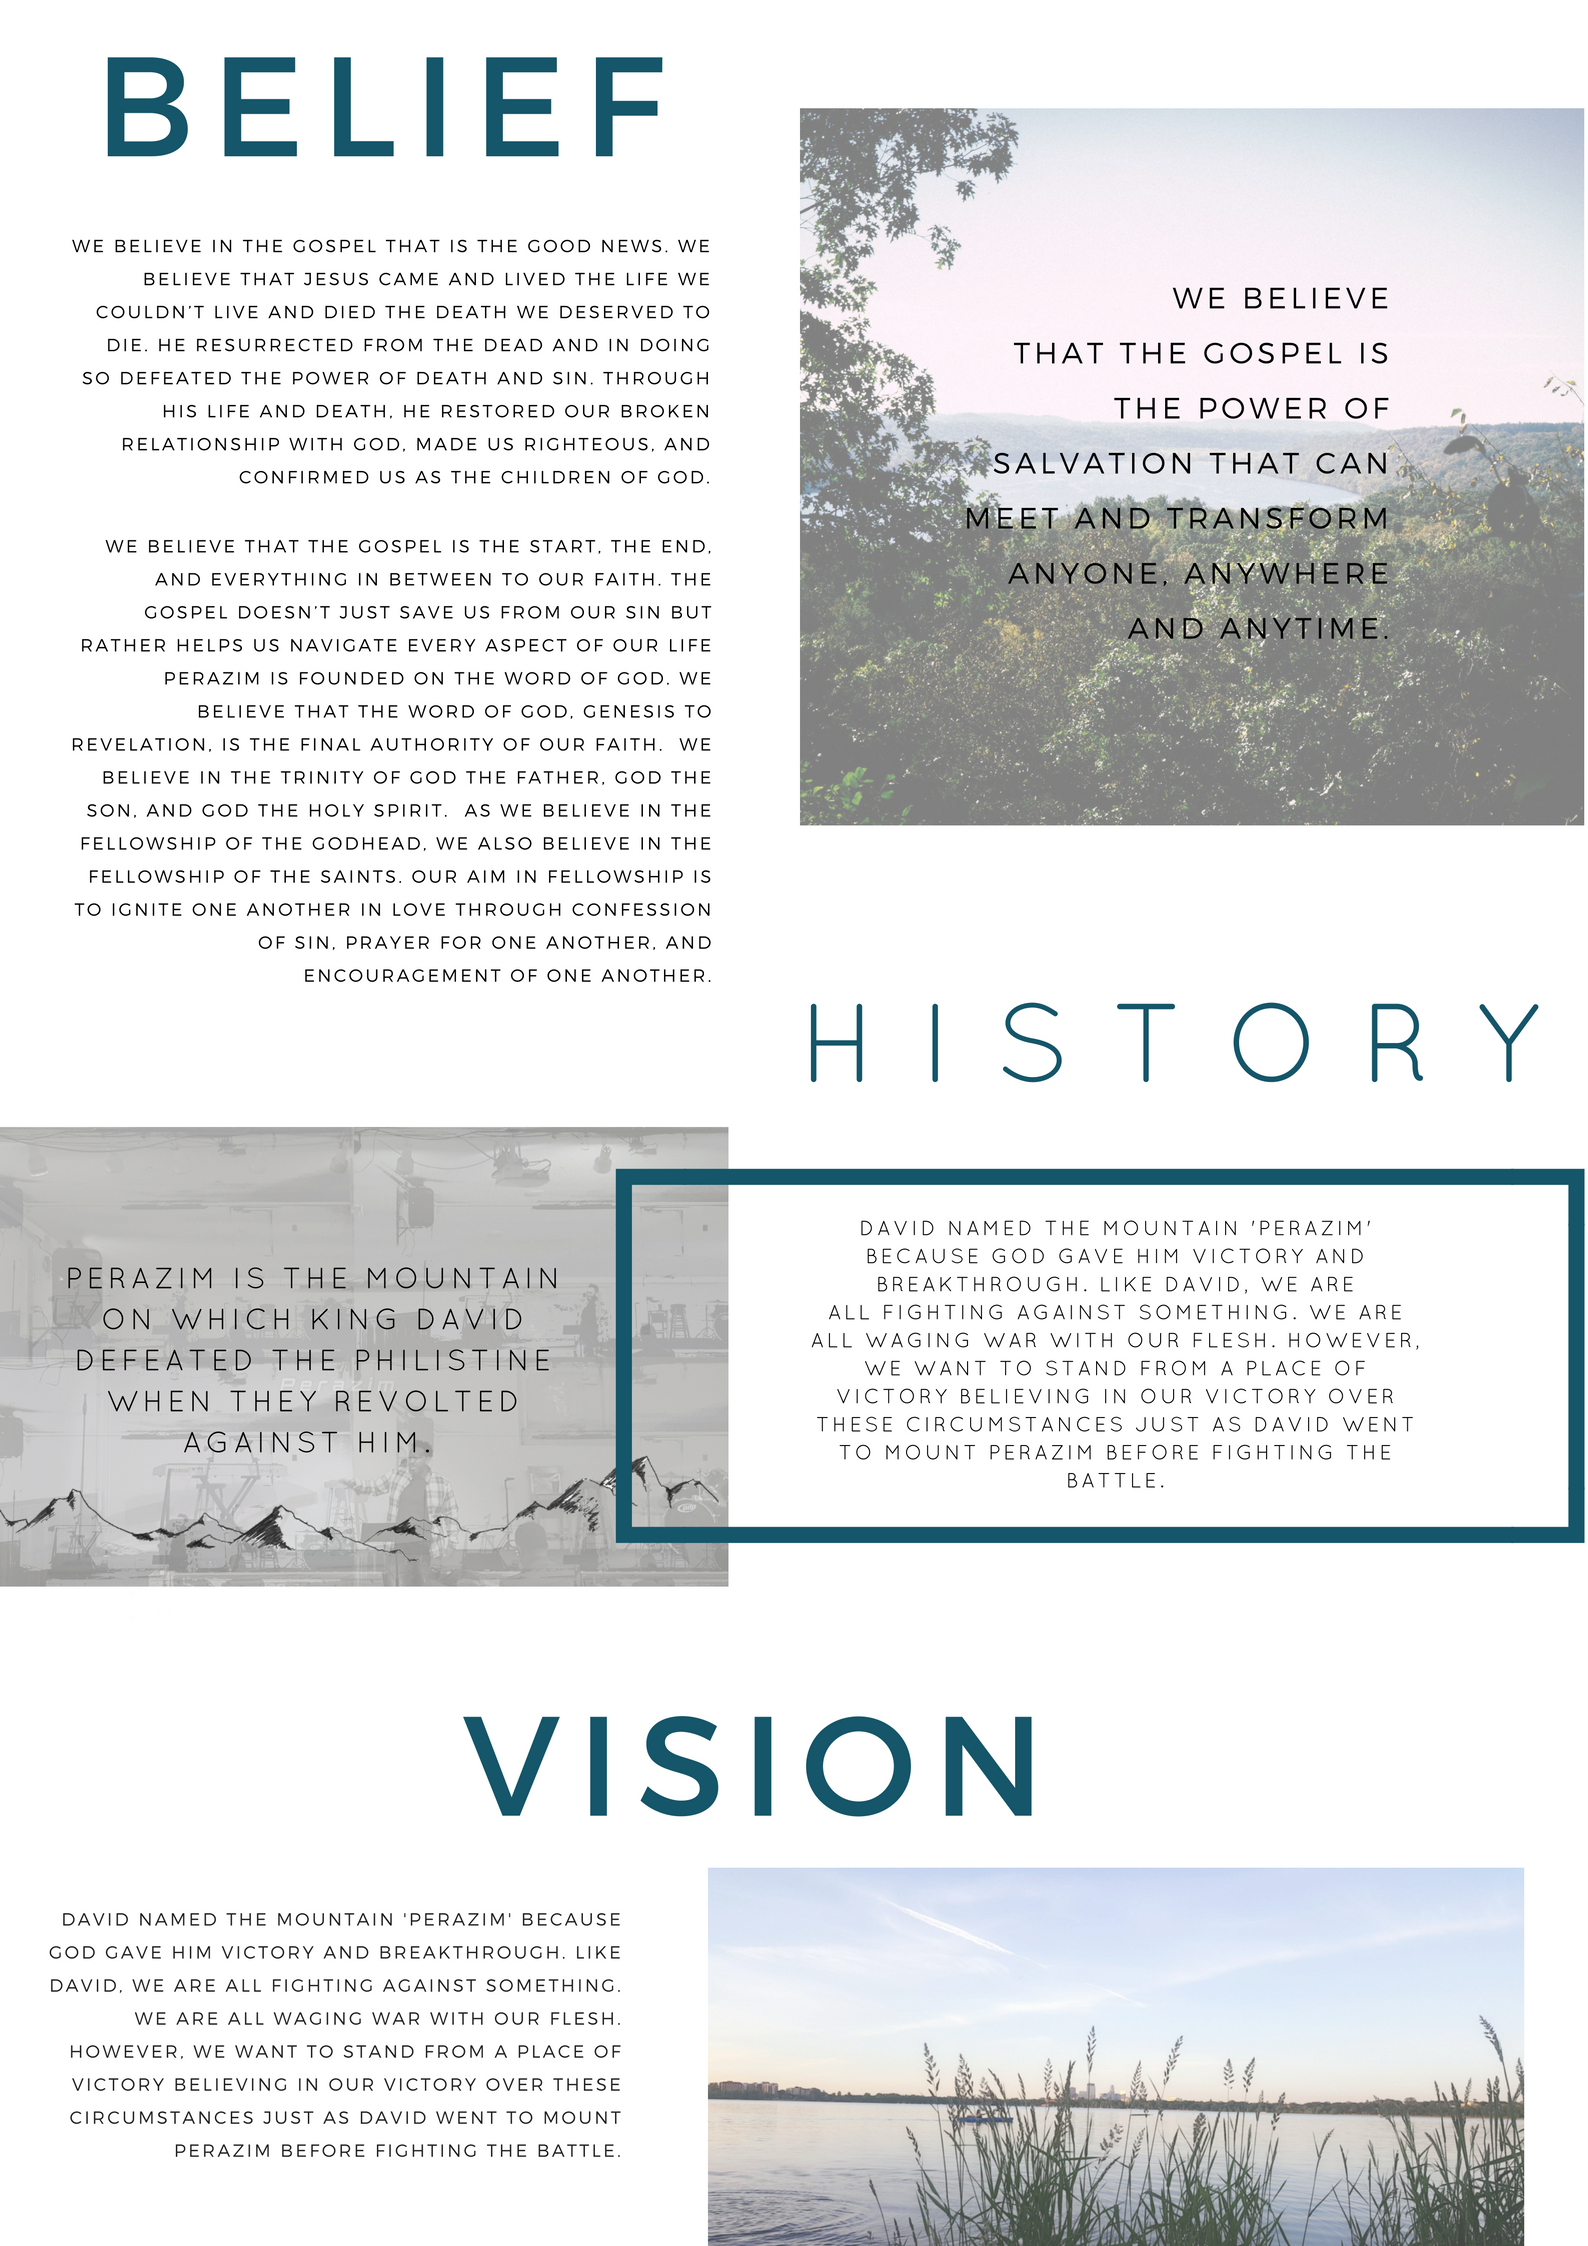 BELIEF
WE BELIEVE IN THE GOSPEL THAT IS THE GOOD NEWS. WE
BELIEVE THAT JESUS CAME AND LIVED THE LIFE WE
COULDN'T LIVE AND DIED THE DEATH WE DESERVED TO
DIE. HE RESURRECTED FROM THE DEAD AND IN DOING
SO DEFEATED THE POWER OF DEATH AND SIN. THROUGH
HIS LIFE AND DEATH, HE RESTORED OUR BROKEN
RELATIONSHIP WITH GOD, MADE US RIGHTEOUS, AND
CONFIRMED US AS THE CHILDREN OF GOD.
WE BELIEVE THAT THE GOSPEL IS THE START, THE END,
AND EVERYTHING IN BETWEEN TO OUR FAITH. THE
GOSPEL DOESN'T JUST SAVE US FROM OUR SIN BUT
RATHER HELPS US NAVIGATE EVERY ASPECT OF OUR LIFE
PERAZIM IS FOUNDED ON THE WORD OF GOD. WE
BELIEVE THAT THE WORD OF GOD, GENESIS TO
REVELATION, IS THE FINAL AUTHORITY OF OUR FAITH.  WE
BELIEVE IN THE TRINITY OF GOD THE FATHER, GOD THE
SON, AND GOD THE HOLY SPIRIT.  AS WE BELIEVE IN THE
FELLOWSHIP OF THE GODHEAD, WE ALSO BELIEVE IN THE
FELLOWSHIP OF THE SAINTS. OUR AIM IN FELLOWSHIP IS
TO IGNITE ONE ANOTHER IN LOVE THROUGH CONFESSION
OF SIN, PRAYER FOR ONE ANOTHER, AND
ENCOURAGEMENT OF ONE ANOTHER.
WE BELIEVE
THAT THE GOSPEL IS
THE POWER OF
SALVATION THAT CAN
MEET AND TRANSFORM
ANYONE, ANYWHERE
AND ANYTIME.
HISTORY
PERAZIM IS THE MOUNTAIN
ON WHICH KING DAVID
DEFEATED THE PHILISTINE
WHEN THEY REVOLTED
AGAINST HIM.
Perazim
DAVID NAMED THE MOUNTAIN 'PERAZIM'
BECAUSE GOD GAVE HIM VICTORY AND
BREAKTHROUGH. LIKE DAVID, WE ARE
ALL FIGHTING AGAINST SOMETHING. WE ARE
ALL WAGING WAR WITH OUR FLESH. HOWEVER,
WE WANT TO STAND FROM A PLACE OF
VICTORY BELIEVING IN OUR VICTORY OVER
THESE CIRCUMSTANCES JUST AS DAVID WENT
TO MOUNT PERAZIM BEFORE FIGHTING THE
BATTLE.
VISION
DAVID NAMED THE MOUNTAIN 'PERAZIM' BECAUSE
GOD GAVE HIM VICTORY AND BREAKTHROUGH. LIKE
DAVID, WE ARE ALL FIGHTING AGAINST SOMETHING.
WE ARE ALL WAGING WAR WITH OUR FLESH.
HOWEVER, WE WANT TO STAND FROM A PLACE OF
VICTORY BELIEVING IN OUR VICTORY OVER THESE
CIRCUMSTANCES JUST AS DAVID WENT TO MOUNT
PERAZIM BEFORE FIGHTING THE BATTLE.